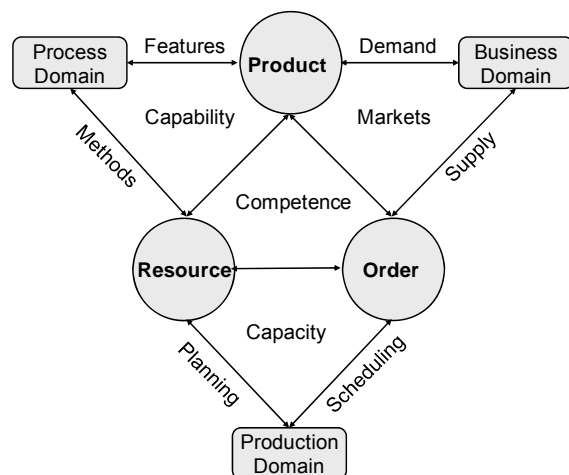 Process
Domain
Features
Product
Demand
Business
Domain
Capability
Markets
Methods
Supply
Competence
Resource
Order
Capacity
Planning
Scheduling
Production
Domain